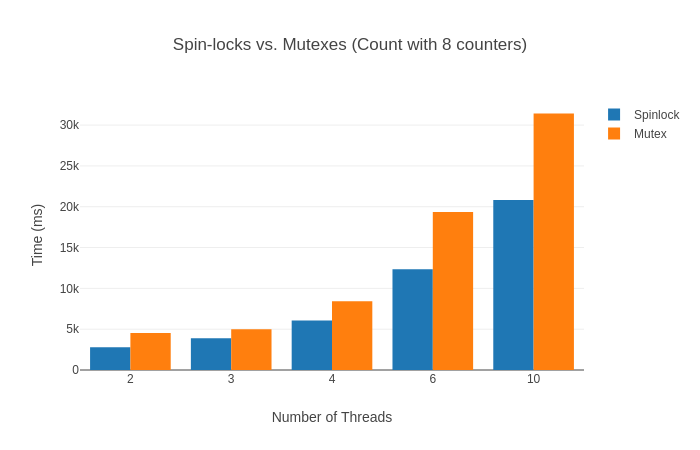 Spin-locks vs. Mutexes (Count with 8 counters)
Spinlock
Mutex
30k
25k
20k
15k
10k
5k
0
Time (ms)
2 3 4 6 10
Number of Threads